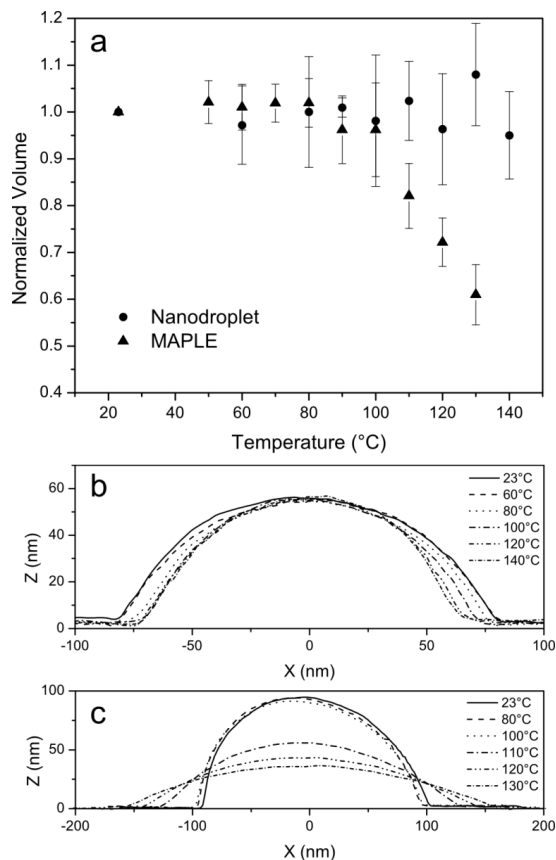 a
1.2
1.1
1.0
0.9
0.8
0.7
0.6
0.5
0.4
Normalized Volume
Nanodroplet
MAPLE
20 40 60 80 100 120 140
Temperature (°C)
b
60
40
20
0
Z (nm)
23°C
60°C
80°C
100°C
120°C
140°C
-100 -50 0 50 100
X (nm)
c
100
50
0
Z (nm)
23°C
80°C
100°C
110°C
120°C
130°C
-200 -100 0 100 200
X (nm)